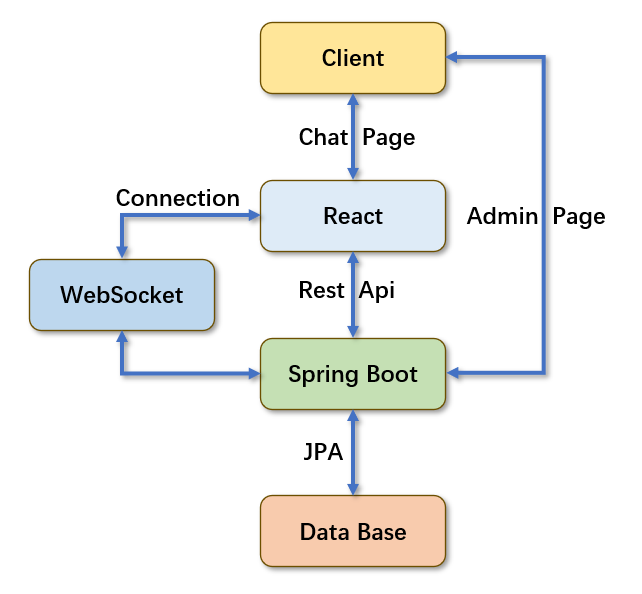 Client
Chat Page
Connection
React
Admin Page
WebSocket
Rest Api
Spring Boot
JPA
Data Base